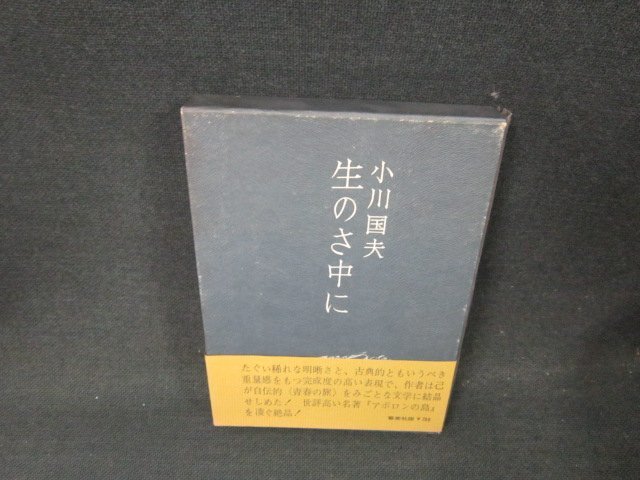 小川国夫
生のさ中に
たぐい稀れな明晰さと、古典的ともいうべき
重量感をもつ完成度の高い表現で、作者は己
が自伝的〈青春の旅〉をみごとな文学に結晶
せしめた！ 世評高い名著『アポロンの島』
を凌ぐ絶品！